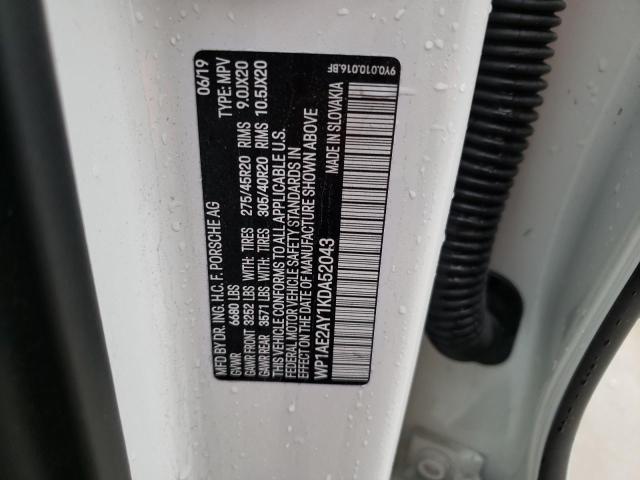 MFD BY DR. ING. H.C. F. PORSCHE AG 06/19
GVWR 6680 LBS TYPE: MPV
GAWR FRONT 3252 LBS WITH TIRES 275/45R20 RIMS 9.0JX20
GAWR REAR 3571 LBS WITH TIRES 305/40R20 RIMS 10.5JX20
THIS VEHICLE CONFORMS TO ALL APPLICABLE U.S.
FEDERAL MOTOR VEHICLE SAFETY STANDARDS IN
EFFECT ON THE DATE OF MANUFACTURE SHOWN ABOVE
WP1AE2AY1KDA52043 MADE IN SLOVAKIA
9Y0.010.016.BF